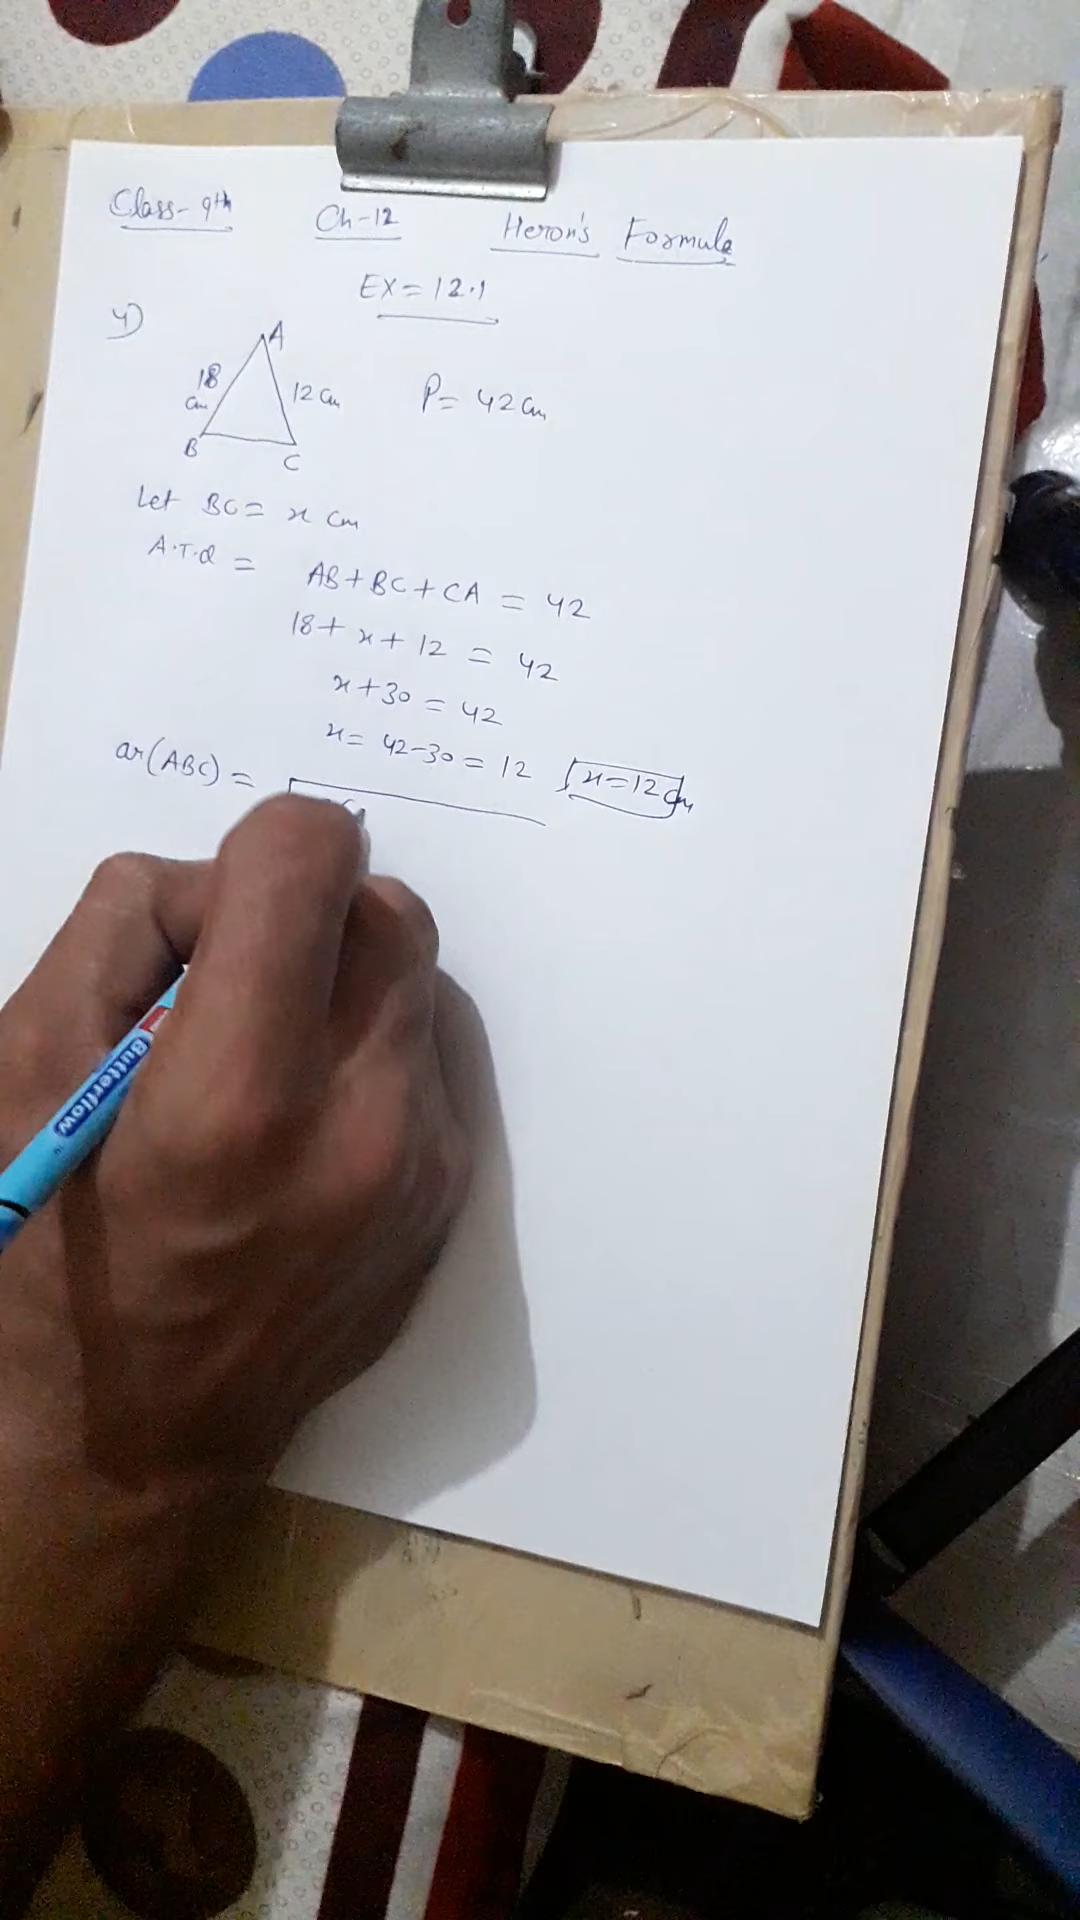 Class- 9th Ch-12 Heron's Formula
EX = 12.1
4)
A
18 cm
12 cm
P = 42 cm
B
C
Let BC = x cm
A.T.Q = AB + BC + CA = 42
18 + x + 12 = 42
x + 30 = 42
x = 42 - 30 = 12 x = 12 cm
ar(ABC) =
Butterflow